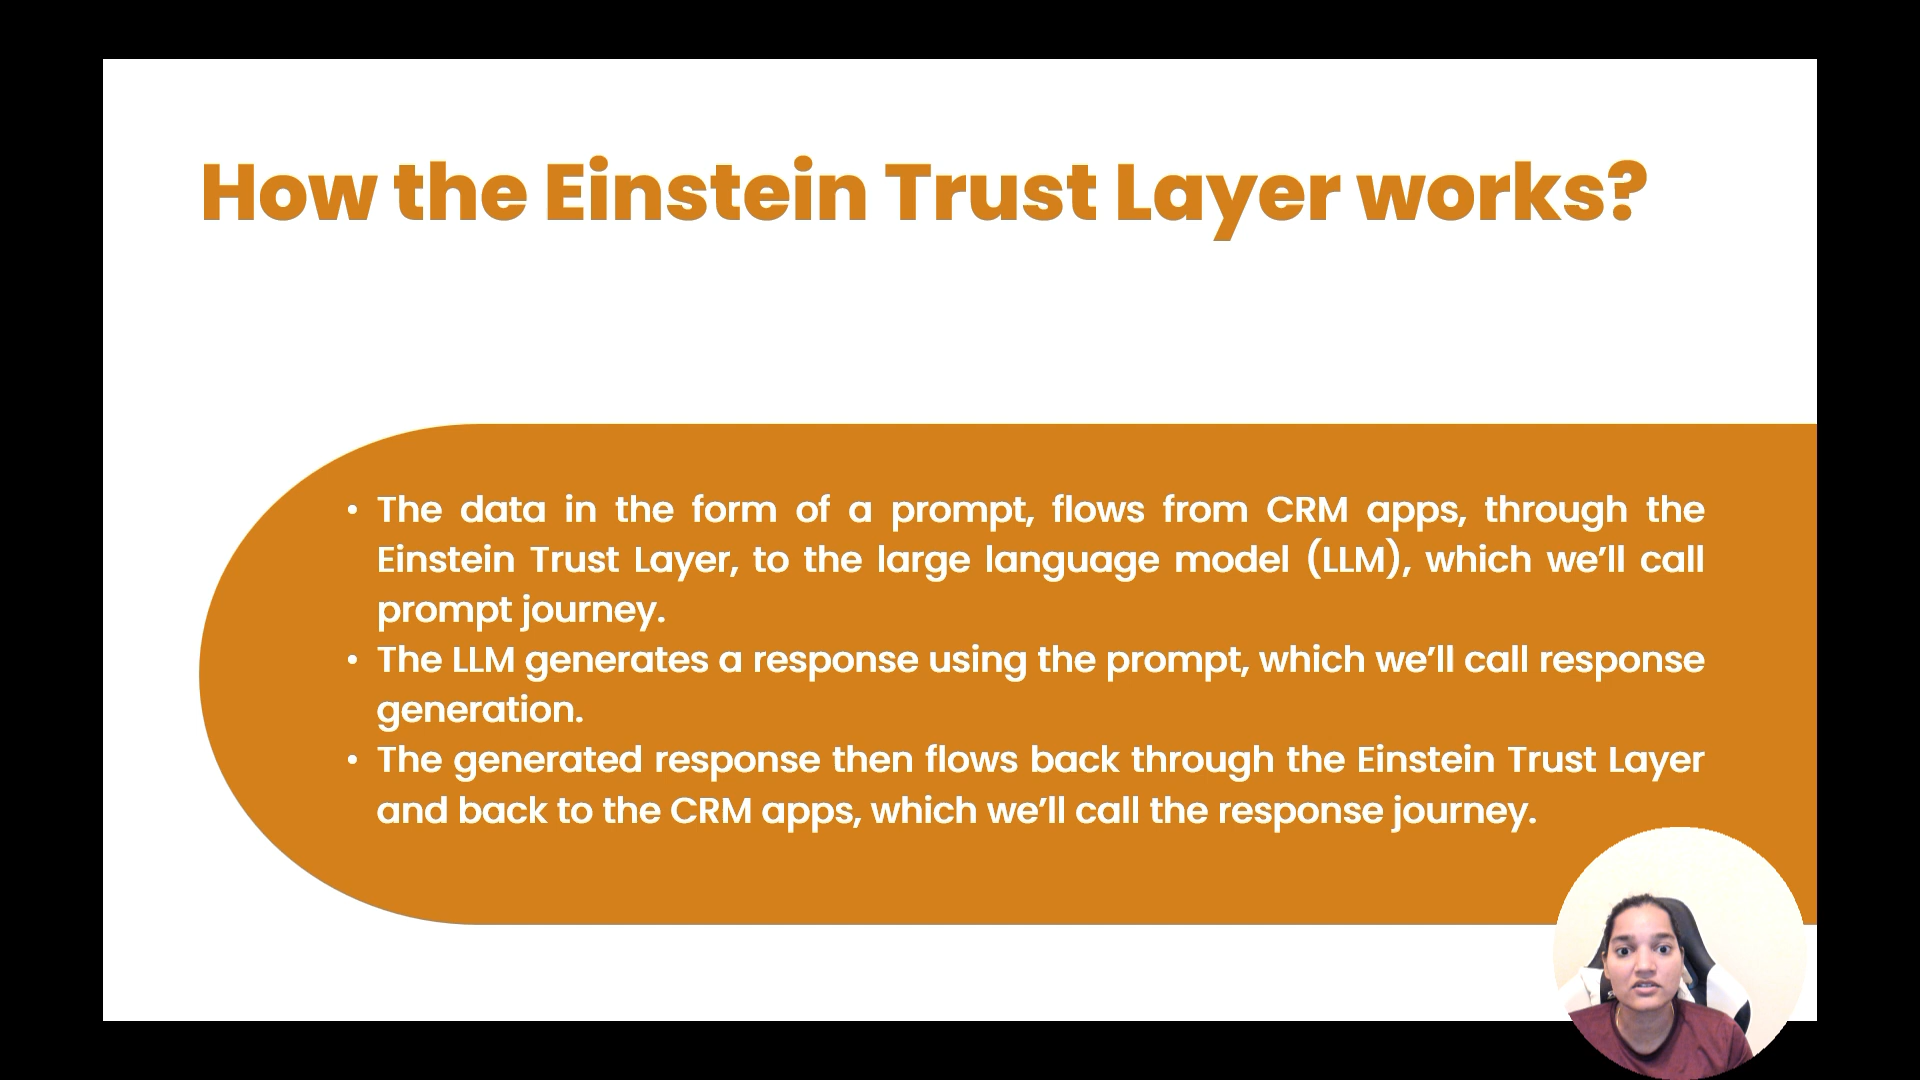 How the Einstein Trust Layer works?
• The data in the form of a prompt, flows from CRM apps, through the
Einstein Trust Layer, to the large language model (LLM), which we’ll call
prompt journey.
• The LLM generates a response using the prompt, which we’ll call response
generation.
• The generated response then flows back through the Einstein Trust Layer
and back to the CRM apps, which we’ll call the response journey.